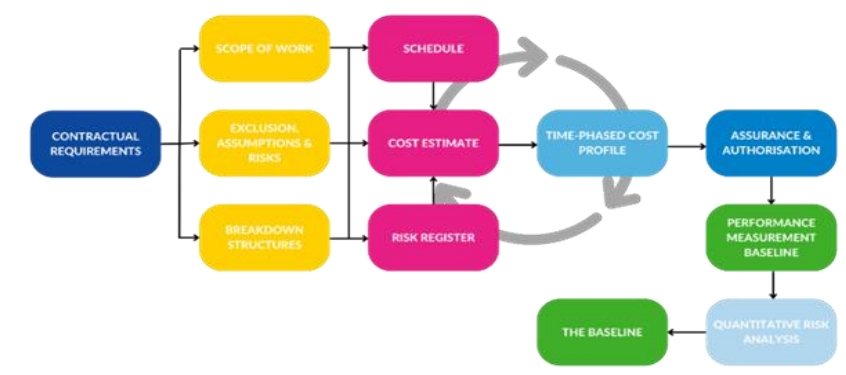 SCOPE OF WORK
SCHEDULE
CONTRACTUAL
REQUIREMENTS
EXCLUSION,
ASSUMPTIONS &
RISKS
COST ESTIMATE
TIME-PHASED COST
PROFILE
ASSURANCE &
AUTHORISATION
BREAKDOWN
STRUCTURES
RISK REGISTER
PERFORMANCE
MEASUREMENT
BASELINE
THE BASELINE
QUANTITATIVE RISK
ANALYSIS